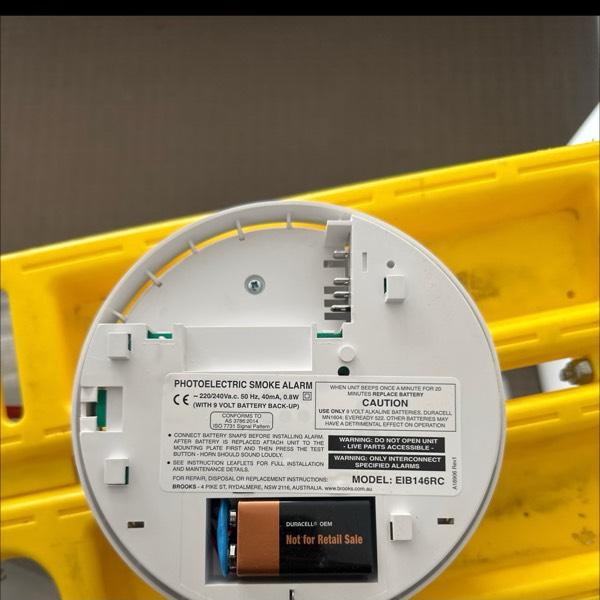 PHOTOELECTRIC SMOKE ALARM
CE ~ 220/240Va.c. 50 Hz, 40mA, 0.8W
(WITH 9 VOLT BATTERY BACK-UP)
CONFORMS TO
AS 3786:2014
ISO 7731 Signal Pattern
• CONNECT BATTERY SNAPS BEFORE INSTALLING ALARM.
AFTER BATTERY IS REPLACED ATTACH UNIT TO THE
MOUNTING PLATE FIRST AND THEN PRESS THE TEST
BUTTON - HORN SHOULD SOUND LOUDLY.
• SEE INSTRUCTION LEAFLETS FOR FULL INSTALLATION
AND MAINTENANCE DETAILS.
FOR REPAIR, DISPOSAL OR REPLACEMENT INSTRUCTIONS:
BROOKS - 4 PIKE ST, RYDALMERE, NSW 2116, AUSTRALIA. www.brooks.com.au
WHEN UNIT BEEPS ONCE A MINUTE FOR 20
MINUTES REPLACE BATTERY
CAUTION
USE ONLY 9 VOLT ALKALINE BATTERIES, DURACELL
MN1604, EVEREADY 522. OTHER BATTERIES MAY
HAVE A DETRIMENTAL EFFECT ON OPERATION
WARNING: DO NOT OPEN UNIT
- LIVE PARTS ACCESSIBLE -
WARNING: ONLY INTERCONNECT
SPECIFIED ALARMS
MODEL: EIB146RC
A18906 Rev1
DURACELL® OEM
Not for Retail Sale